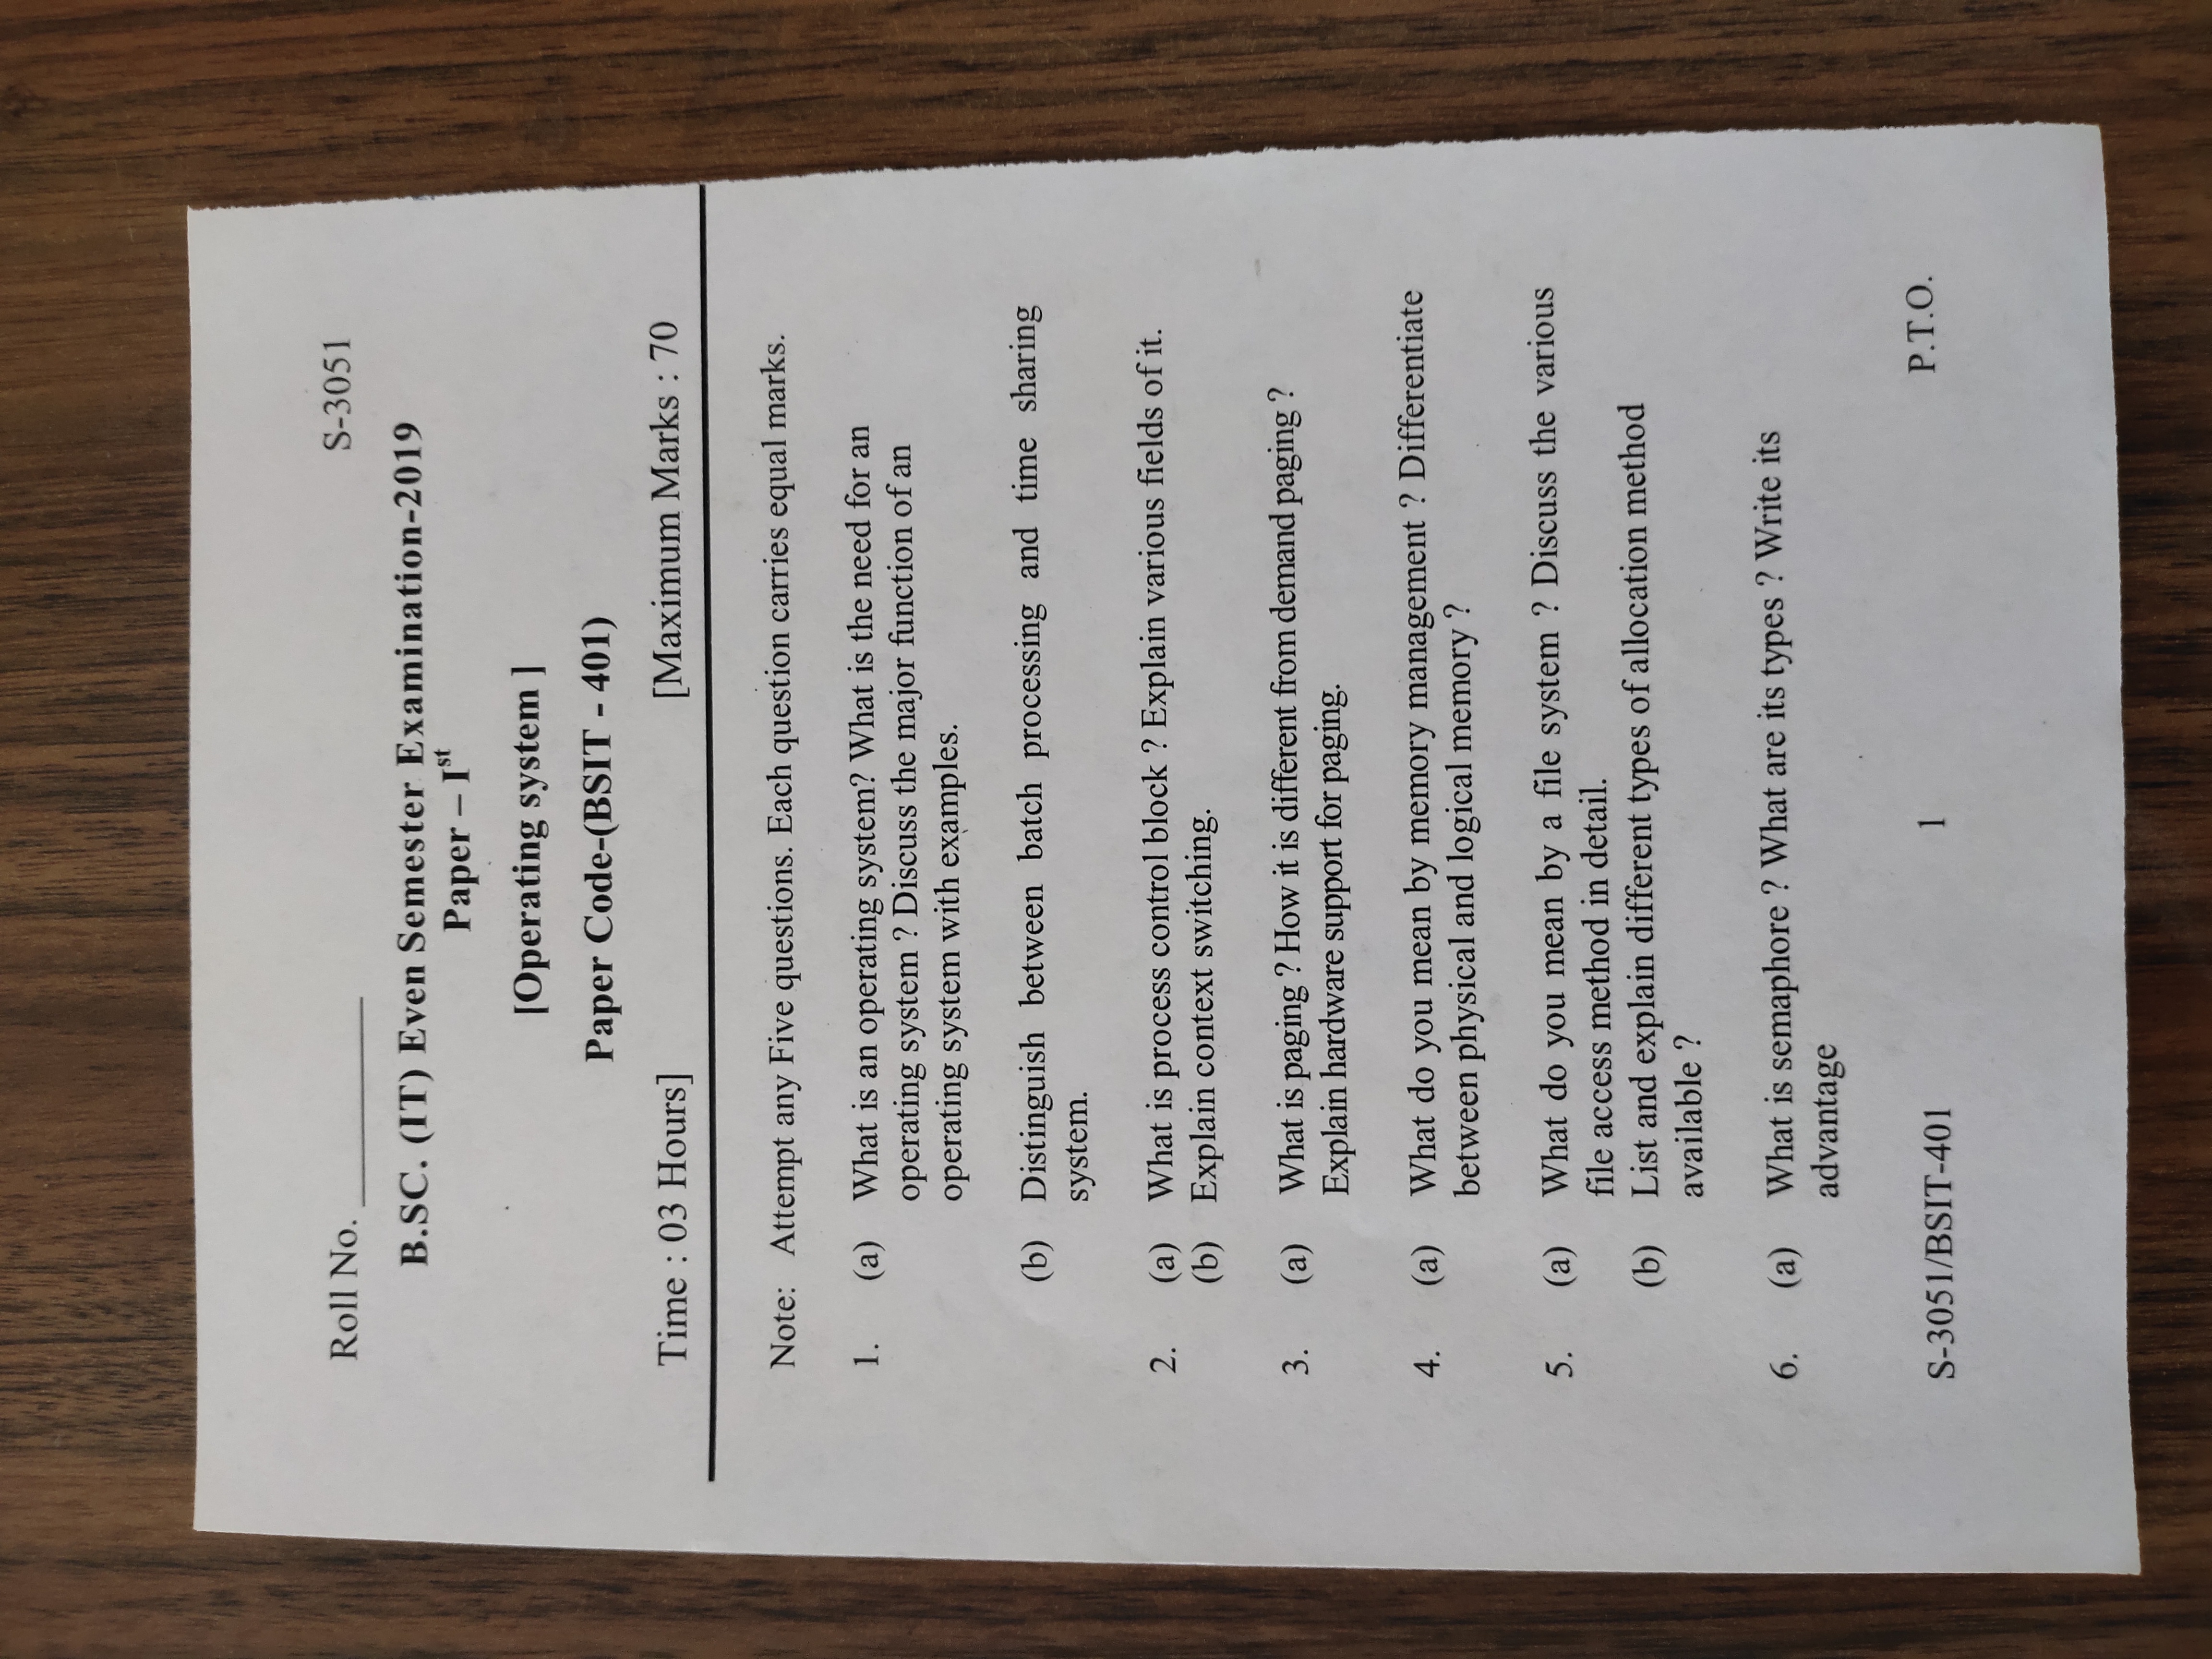 Roll No. __________ S-3051
B.SC. (IT) Even Semester Examination-2019
Paper – Ist
[Operating system ]
Paper Code-(BSIT - 401)
Time : 03 Hours] [Maximum Marks : 70
Note: Attempt any Five questions. Each question carries equal marks.
1. (a) What is an operating system? What is the need for an
operating system ? Discuss the major function of an
operating system with examples.
(b) Distinguish between batch processing and time sharing
system.
2. (a) What is process control block ? Explain various fields of it.
(b) Explain context switching.
3. (a) What is paging ? How it is different from demand paging ?
Explain hardware support for paging.
4. (a) What do you mean by memory management ? Differentiate
between physical and logical memory ?
5. (a) What do you mean by a file system ? Discuss the various
file access method in detail.
(b) List and explain different types of allocation method
available ?
6. (a) What is semaphore ? What are its types ? Write its
advantage
S-3051/BSIT-401 1 P.T.O.